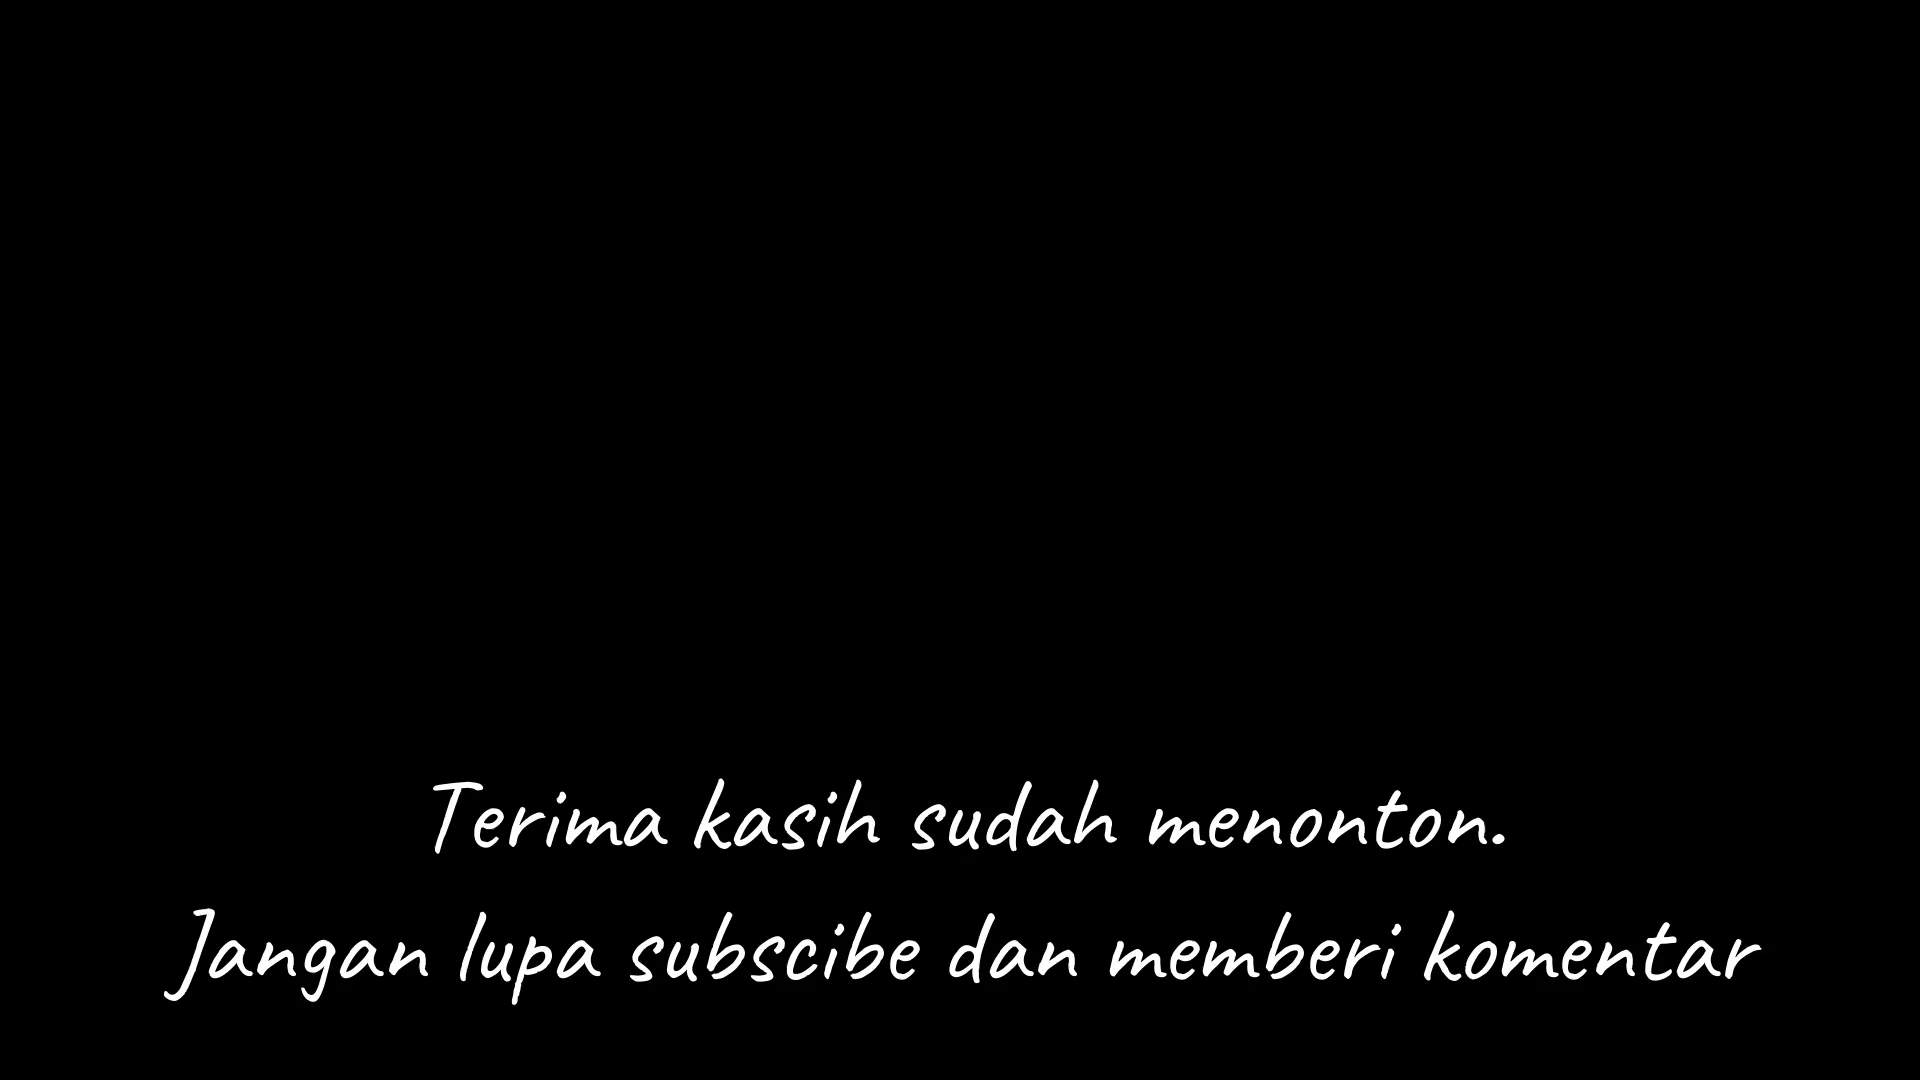 Terima kasih sudah menonton.
Jangan lupa subscibe dan memberi komentar